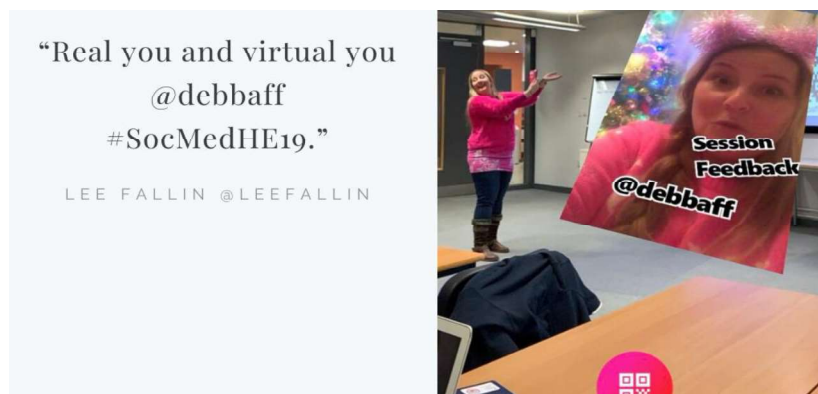 “Real you and virtual you
@debbaff
#SocMedHE19.”
LEE FALLIN @LEEFALLIN
Session
Feedback
@debbaff